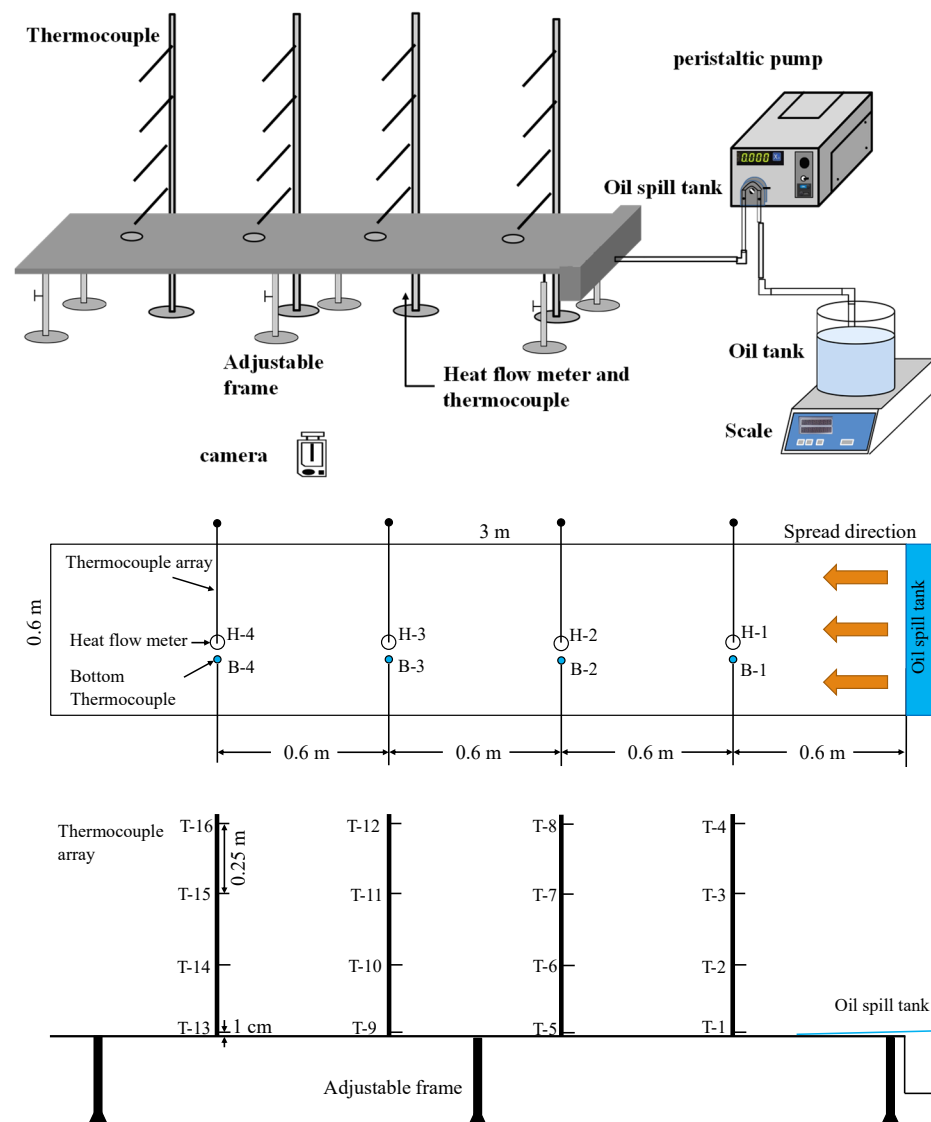 Thermocouple
peristaltic pump
0.000
Oil spill tank
Adjustable
frame
Heat flow meter and
thermocouple
Oil tank
Scale
camera
3 m
Spread direction
Thermocouple array
0.6 m
Oil spill tank
Heat flow meter
H-4
H-3
H-2
H-1
B-4
B-3
B-2
B-1
Bottom
Thermocouple
0.6 m
0.6 m
0.6 m
0.6 m
Thermocouple
array
T-16
T-12
T-8
T-4
0.25 m
T-15
T-11
T-7
T-3
T-14
T-10
T-6
T-2
Oil spill tank
T-13
1 cm
T-9
T-5
T-1
Adjustable frame